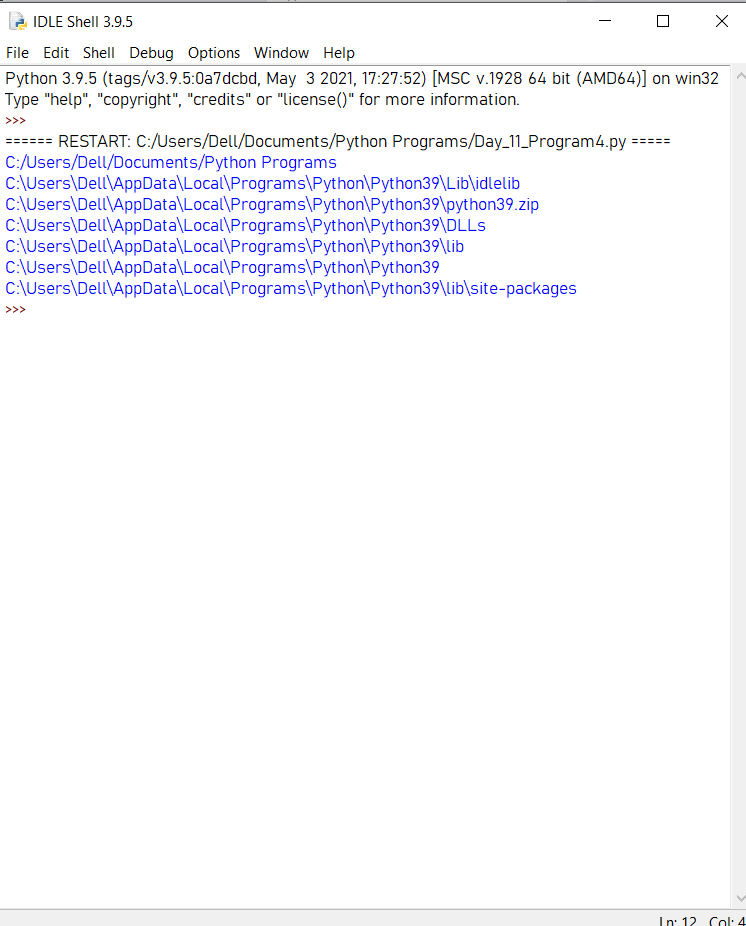 IDLE Shell 3.9.5
File Edit Shell Debug Options Window Help
Python 3.9.5 (tags/v3.9.5:0a7dcbd, May  3 2021, 17:27:52) [MSC v.1928 64 bit (AMD64)] on win32
Type "help", "copyright", "credits" or "license()" for more information.
>>>
====== RESTART: C:/Users/Dell/Documents/Python Programs/Day_11_Program4.py =====
C:/Users/Dell/Documents/Python Programs
C:\Users\Dell\AppData\Local\Programs\Python\Python39\Lib\idlelib
C:\Users\Dell\AppData\Local\Programs\Python\Python39\python39.zip
C:\Users\Dell\AppData\Local\Programs\Python\Python39\DLLs
C:\Users\Dell\AppData\Local\Programs\Python\Python39\lib
C:\Users\Dell\AppData\Local\Programs\Python\Python39
C:\Users\Dell\AppData\Local\Programs\Python\Python39\lib\site-packages
>>>
Ln: 12 Col: 4